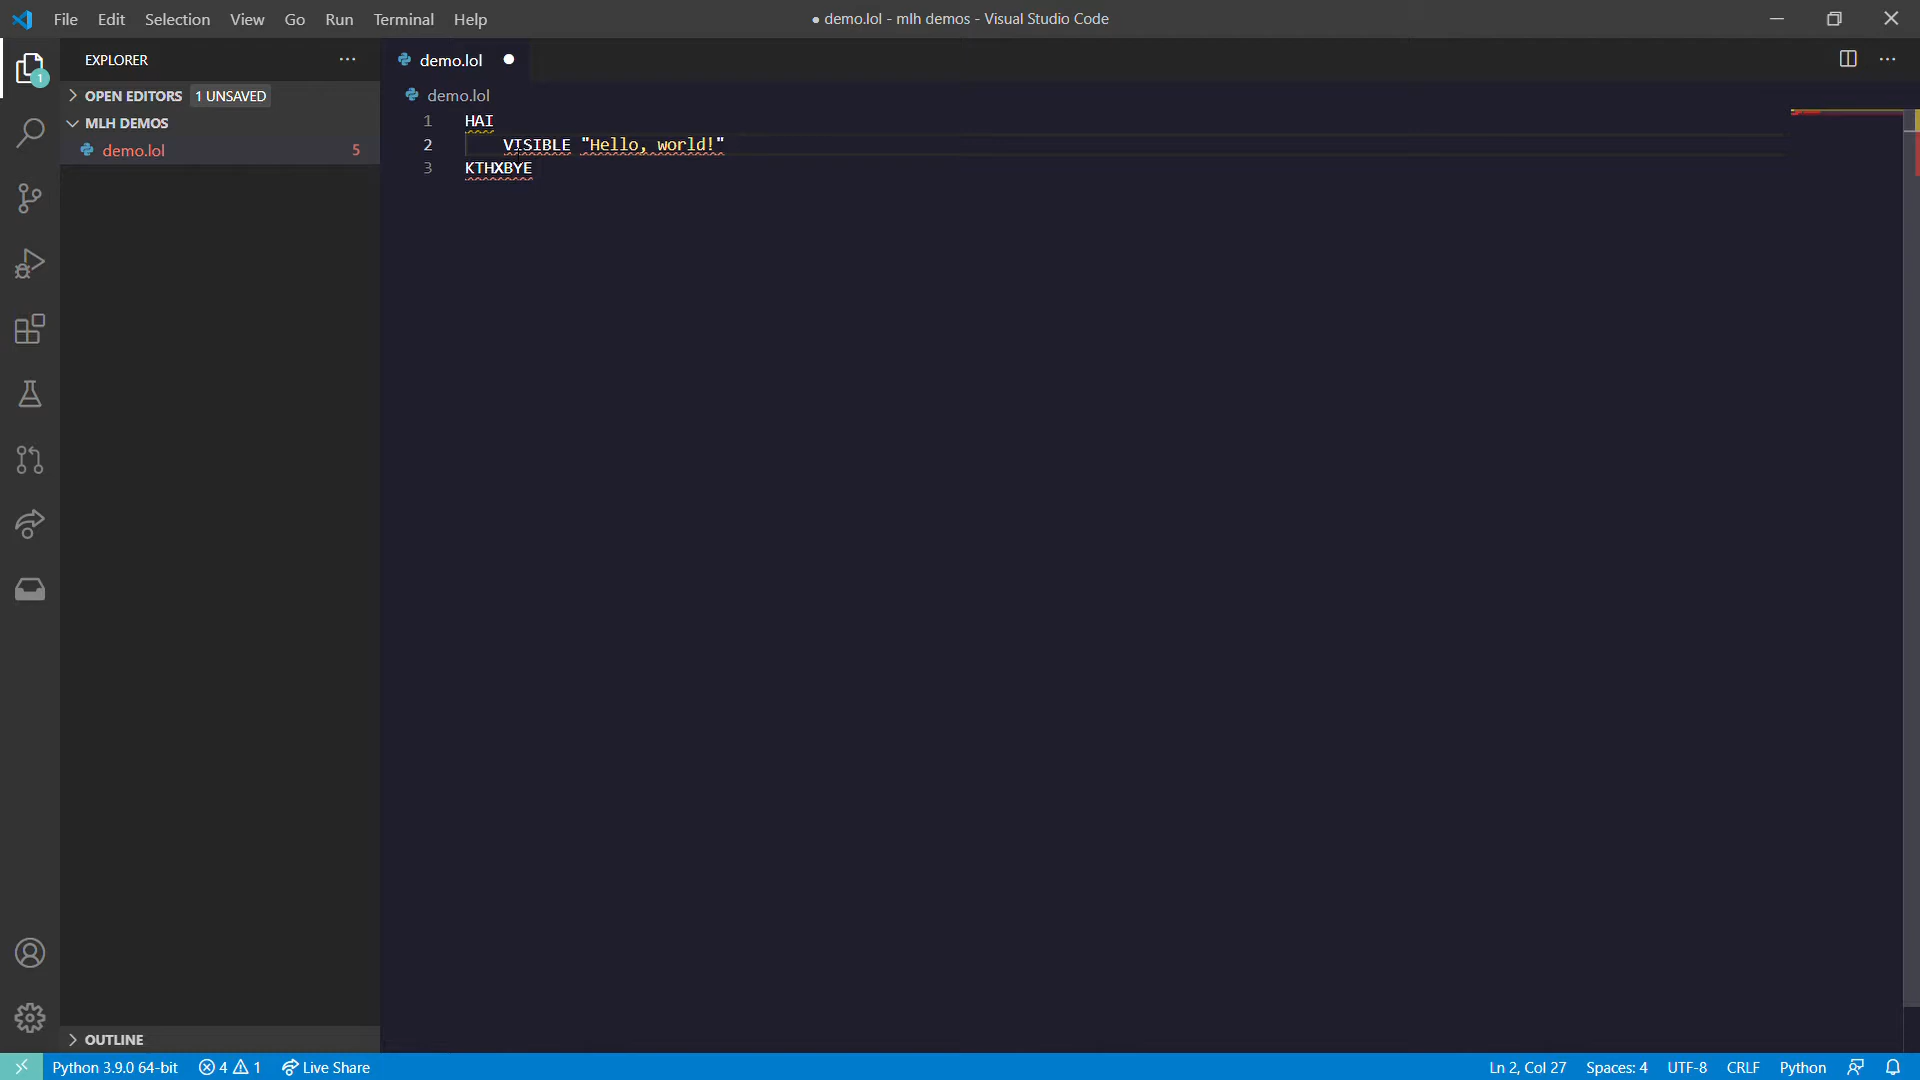 File Edit Selection View Go Run Terminal Help
● demo.lol - mlh demos - Visual Studio Code
EXPLORER
1
OPEN EDITORS 1 UNSAVED
MLH DEMOS
demo.lol 5
demo.lol
demo.lol
1 HAI
2 VISIBLE "Hello, world!"
3 KTHXBYE
OUTLINE
Python 3.9.0 64-bit 4 1 Live Share
Ln 2, Col 27 Spaces: 4 UTF-8 CRLF Python